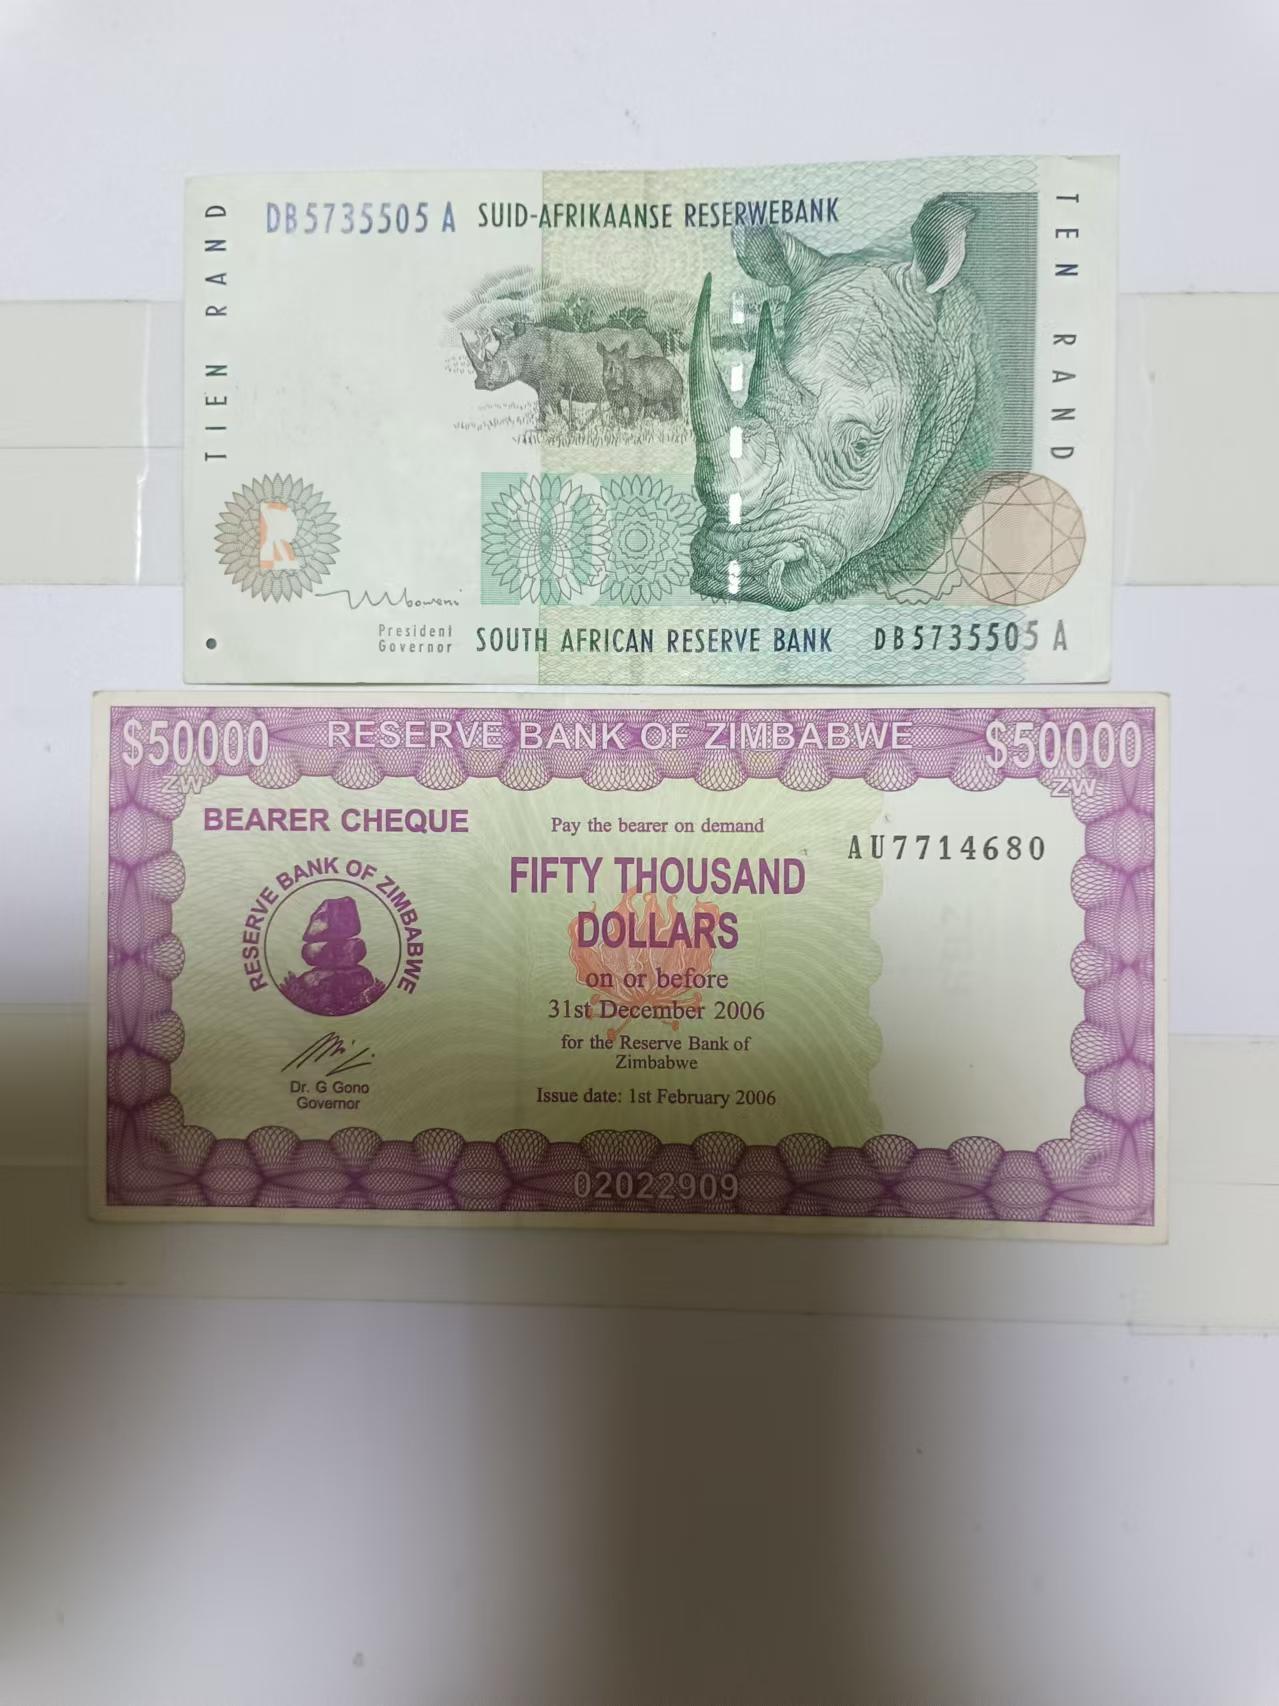 TIEN RAND
DB5735505 A
SUID-AFRIKAANSE RESERWEBANK
TEN RAND
R
President
Governor
SOUTH AFRICAN RESERVE BANK
DB5735505 A
$50000
ZW
RESERVE BANK OF ZIMBABWE
$50000
ZW
BEARER CHEQUE
RESERVE BANK OF ZIMBABWE
Dr. G Gono
Governor
Pay the bearer on demand
FIFTY THOUSAND
DOLLARS
on or before
31st December 2006
for the Reserve Bank of
Zimbabwe
Issue date: 1st February 2006
AU7714680
02022909